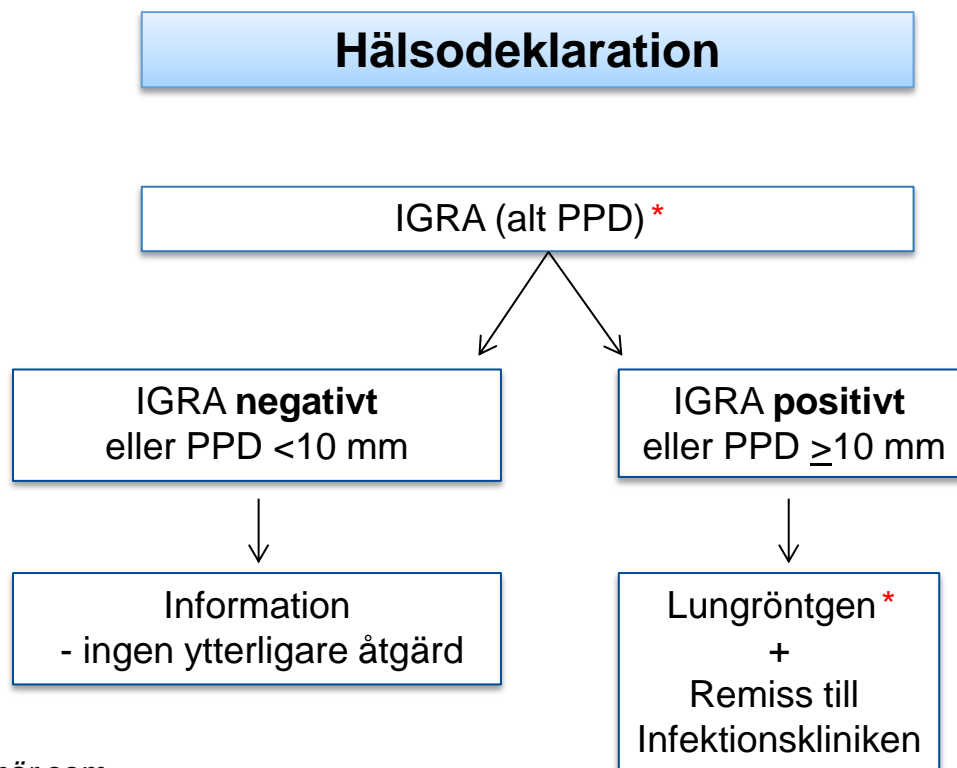 Hälsodeklaration
IGRA (alt PPD) *
IGRA negativt
eller PPD <10 mm
IGRA positivt
eller PPD ≥10 mm
Information
- ingen ytterligare åtgärd
Lungröntgen *
+
Remiss till
Infektionskliniken